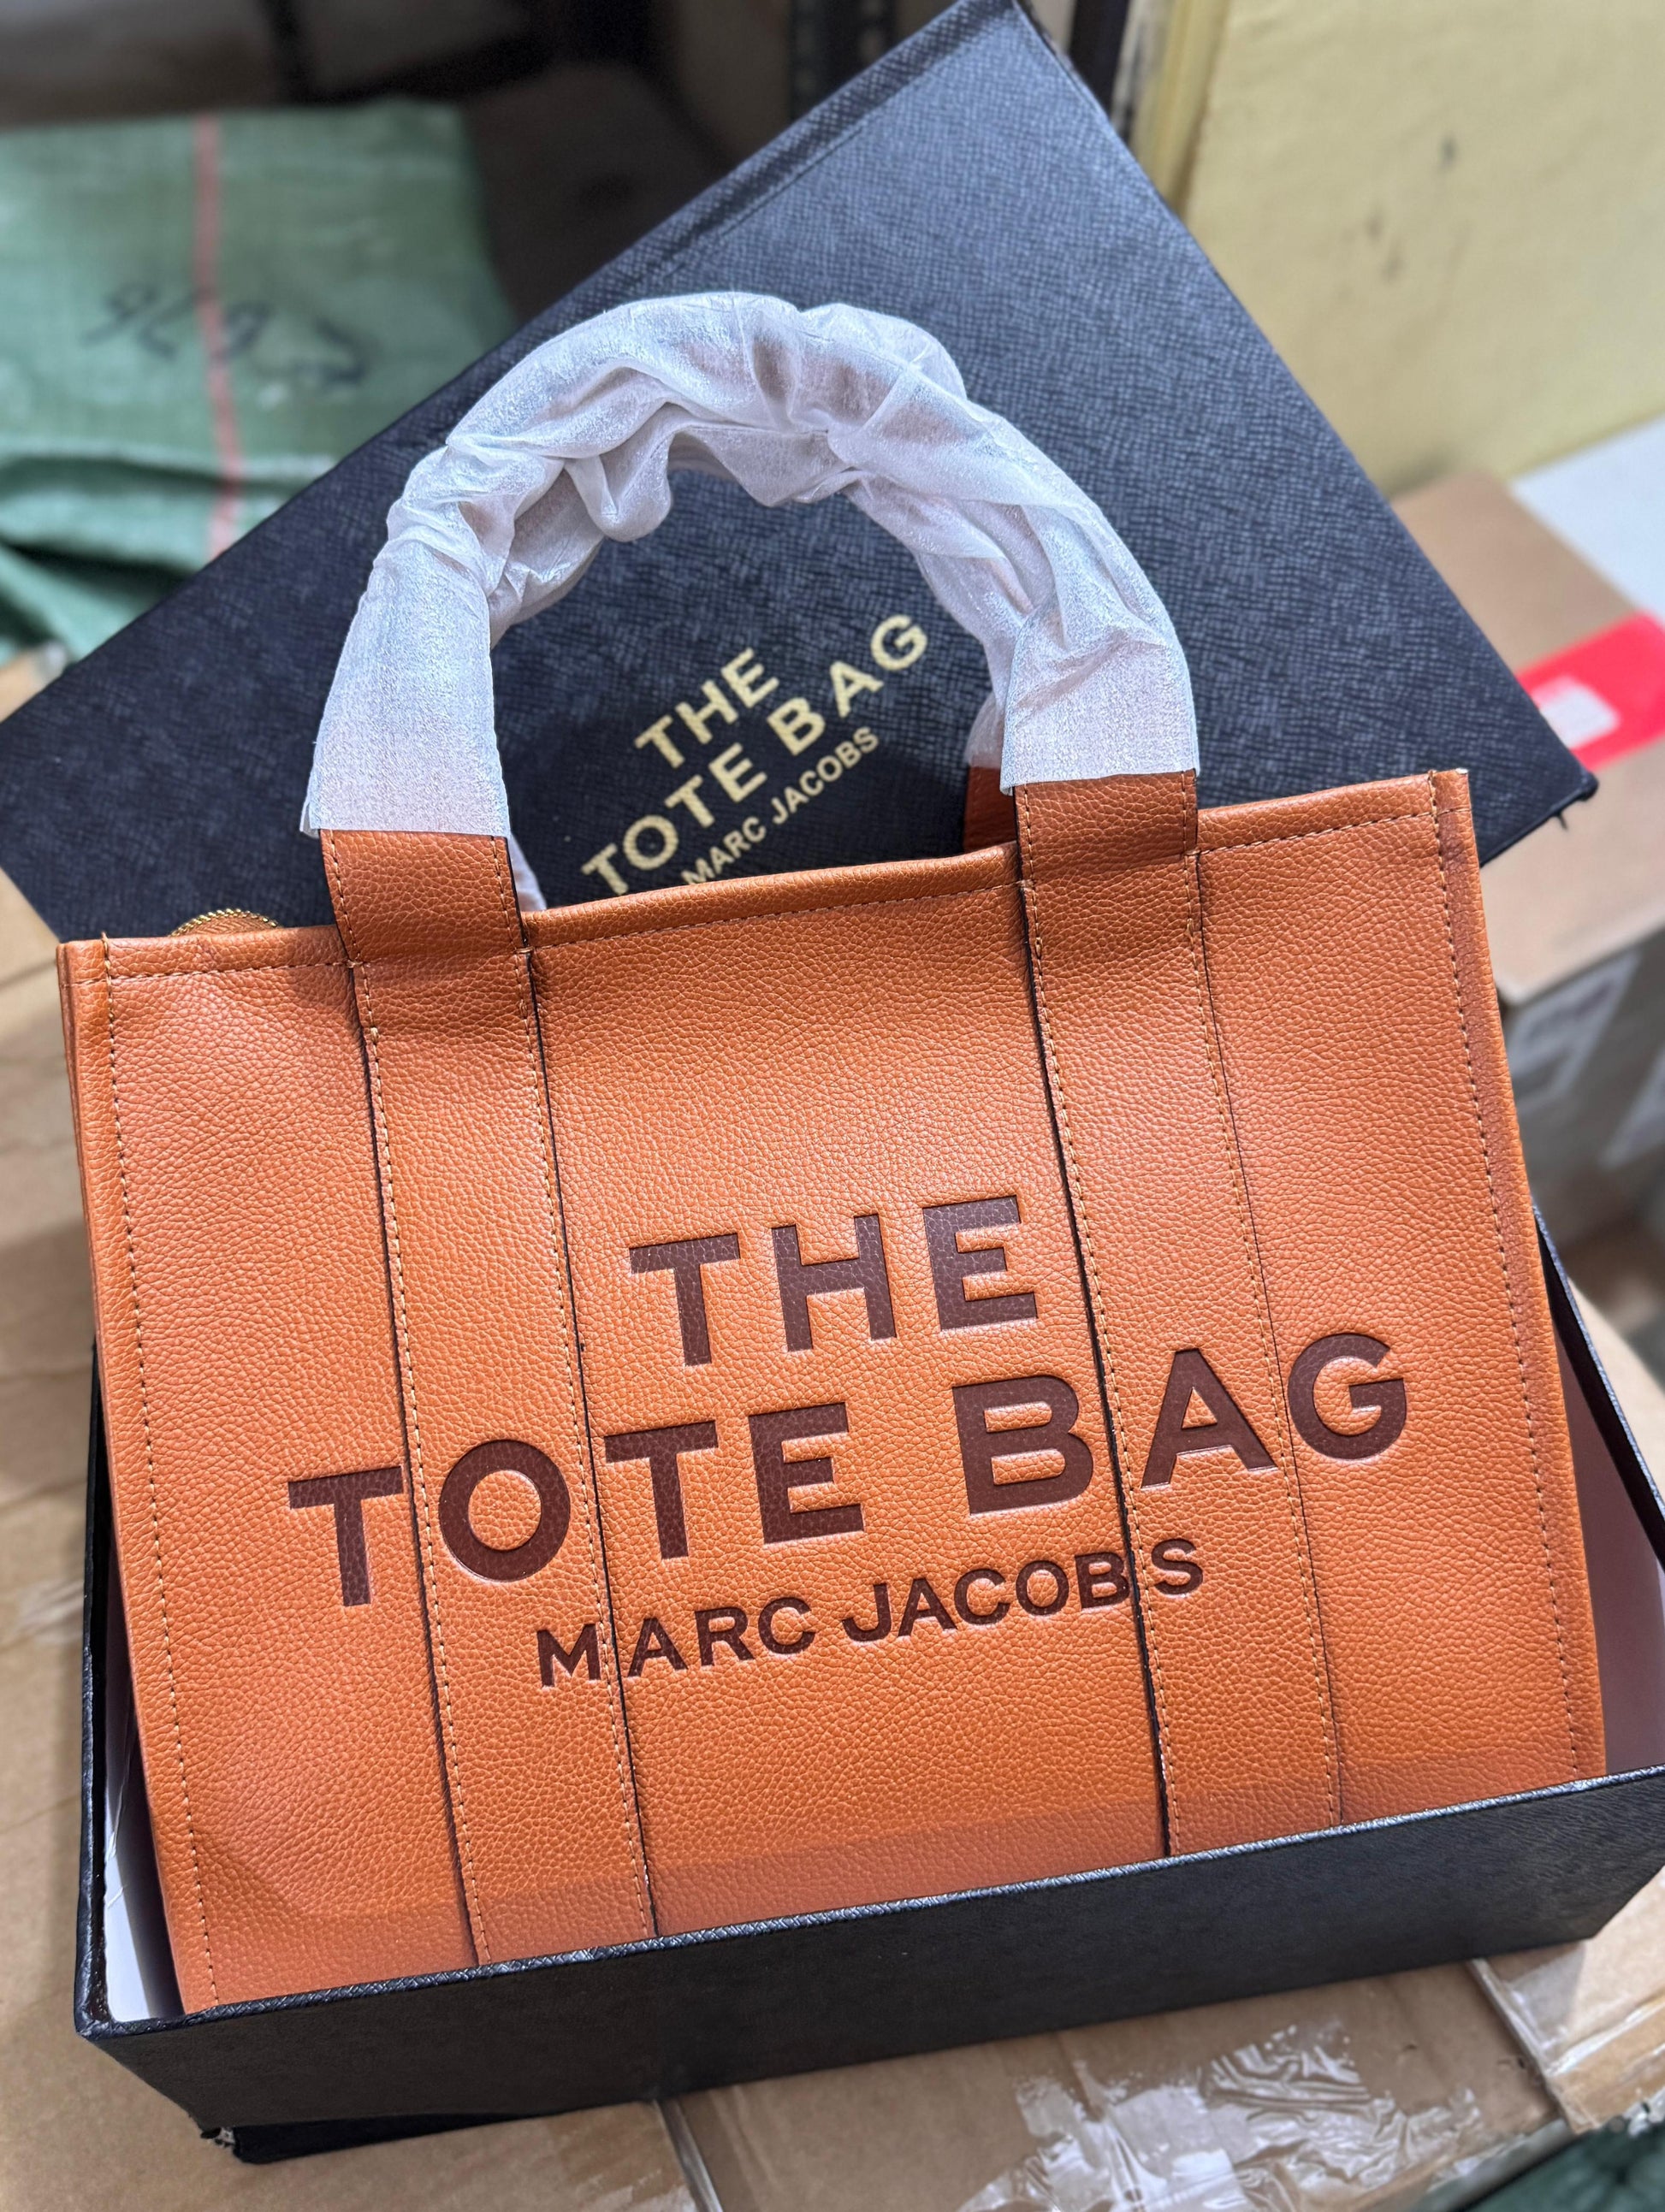 THE
TOTE BAG
MARC JACOBS
THE
TOTE BAG
MARC JACOBS